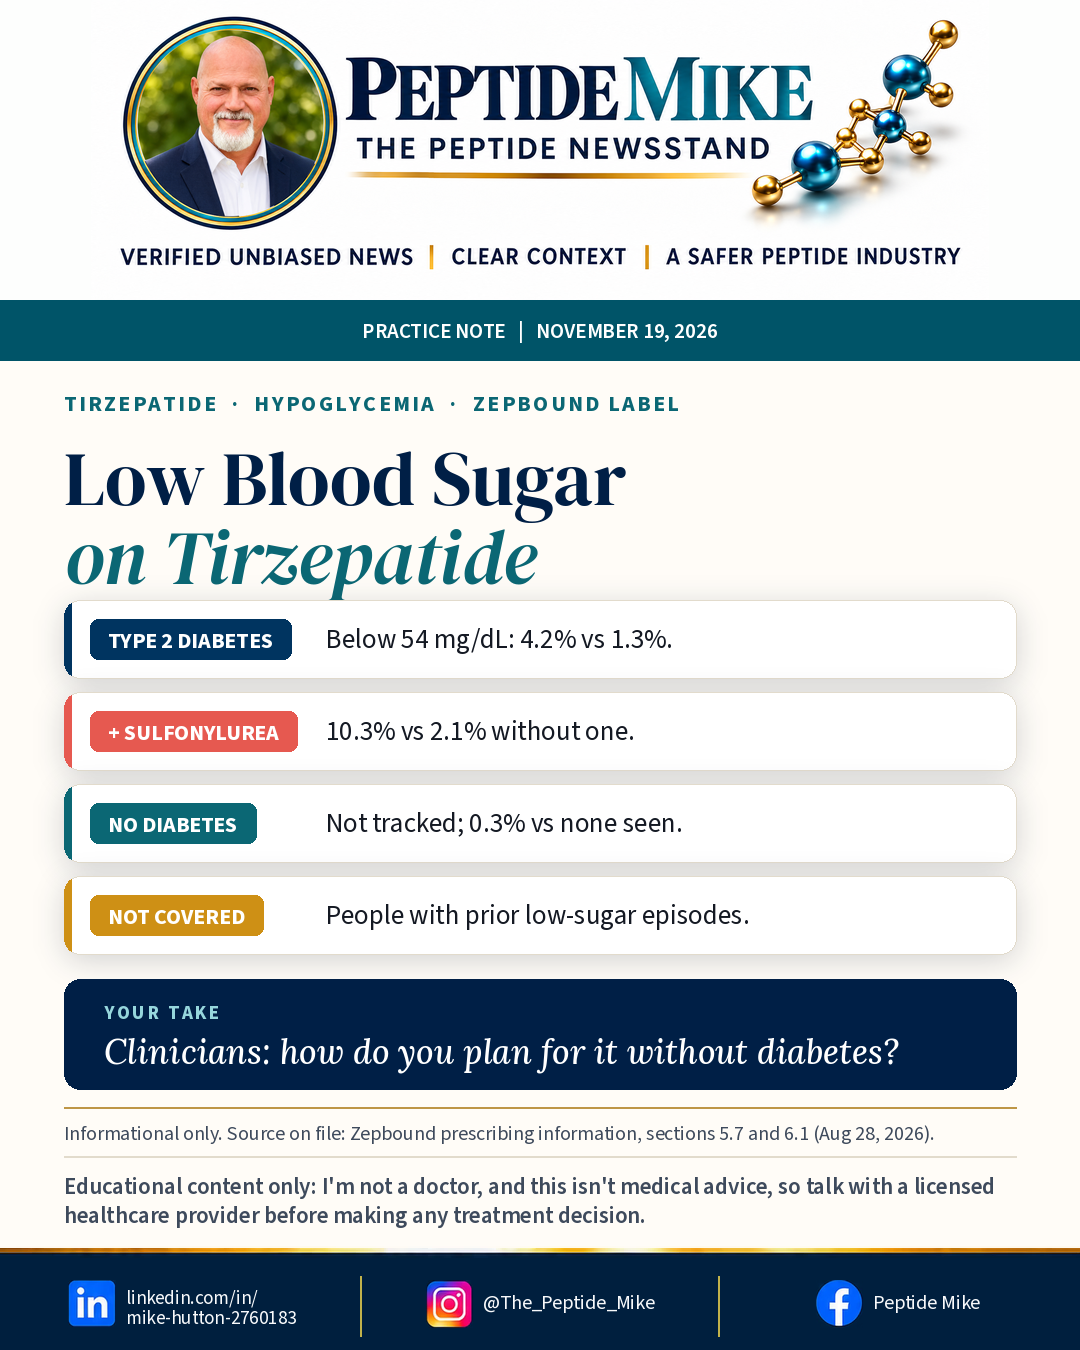 PEPTIDEMIKE
THE PEPTIDE NEWSSTAND
VERIFIED UNBIASED NEWS | CLEAR CONTEXT | A SAFER PEPTIDE INDUSTRY
PRACTICE NOTE | NOVEMBER 19, 2026
TIRZEPATIDE · HYPOGLYCEMIA · ZEPBOUND LABEL
Low Blood Sugar
on Tirzepatide
TYPE 2 DIABETES Below 54 mg/dL: 4.2% vs 1.3%.
+ SULFONYLUREA 10.3% vs 2.1% without one.
NO DIABETES Not tracked; 0.3% vs none seen.
NOT COVERED People with prior low-sugar episodes.
YOUR TAKE
Clinicians: how do you plan for it without diabetes?
Informational only. Source on file: Zepbound prescribing information, sections 5.7 and 6.1 (Aug 28, 2026).
Educational content only: I'm not a doctor, and this isn't medical advice, so talk with a licensed
healthcare provider before making any treatment decision.
linkedin.com/in/
mike-hutton-2760183
@The_Peptide_Mike
Peptide Mike